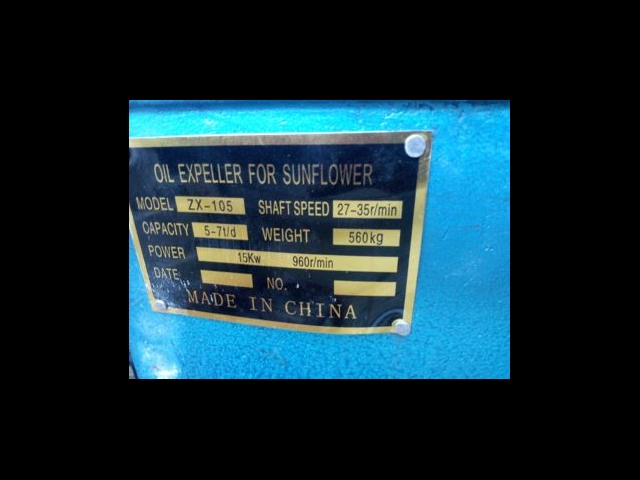 OIL EXPELLER FOR SUNFLOWER
MODEL ZX-105 SHAFT SPEED 27-35r/min
CAPACITY 5-7t/d WEIGHT 560kg
POWER 15Kw 960r/min
DATE NO.
MADE IN CHINA